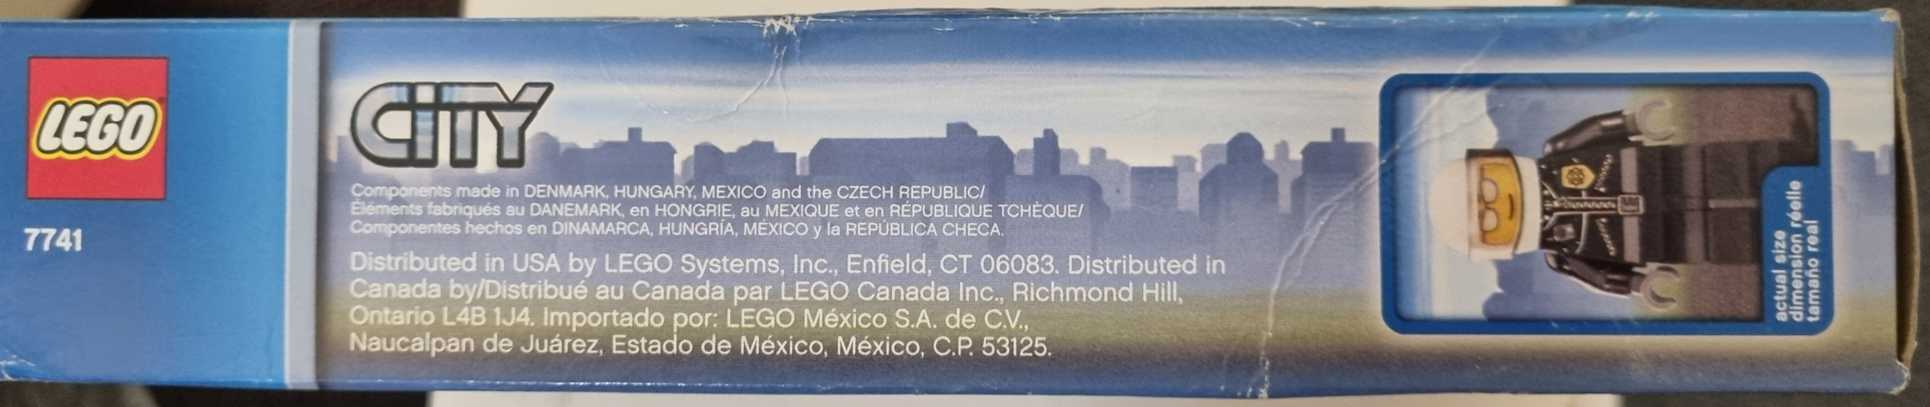 LEGO
7741
CITY
Components made in DENMARK, HUNGARY, MEXICO and the CZECH REPUBLIC/
Éléments fabriqués au DANEMARK, en HONGRIE, au MEXIQUE et en RÉPUBLIQUE TCHÈQUE/
Componentes hechos en DINAMARCA, HUNGRÍA, MÉXICO y la REPÚBLICA CHECA.
Distributed in USA by LEGO Systems, Inc., Enfield, CT 06083. Distributed in
Canada by/Distribué au Canada par LEGO Canada Inc., Richmond Hill,
Ontario L4B 1J4. Importado por: LEGO México S.A. de C.V.,
Naucalpan de Juárez, Estado de México, México, C.P. 53125.
actual size
dimension réelle
tamaño real